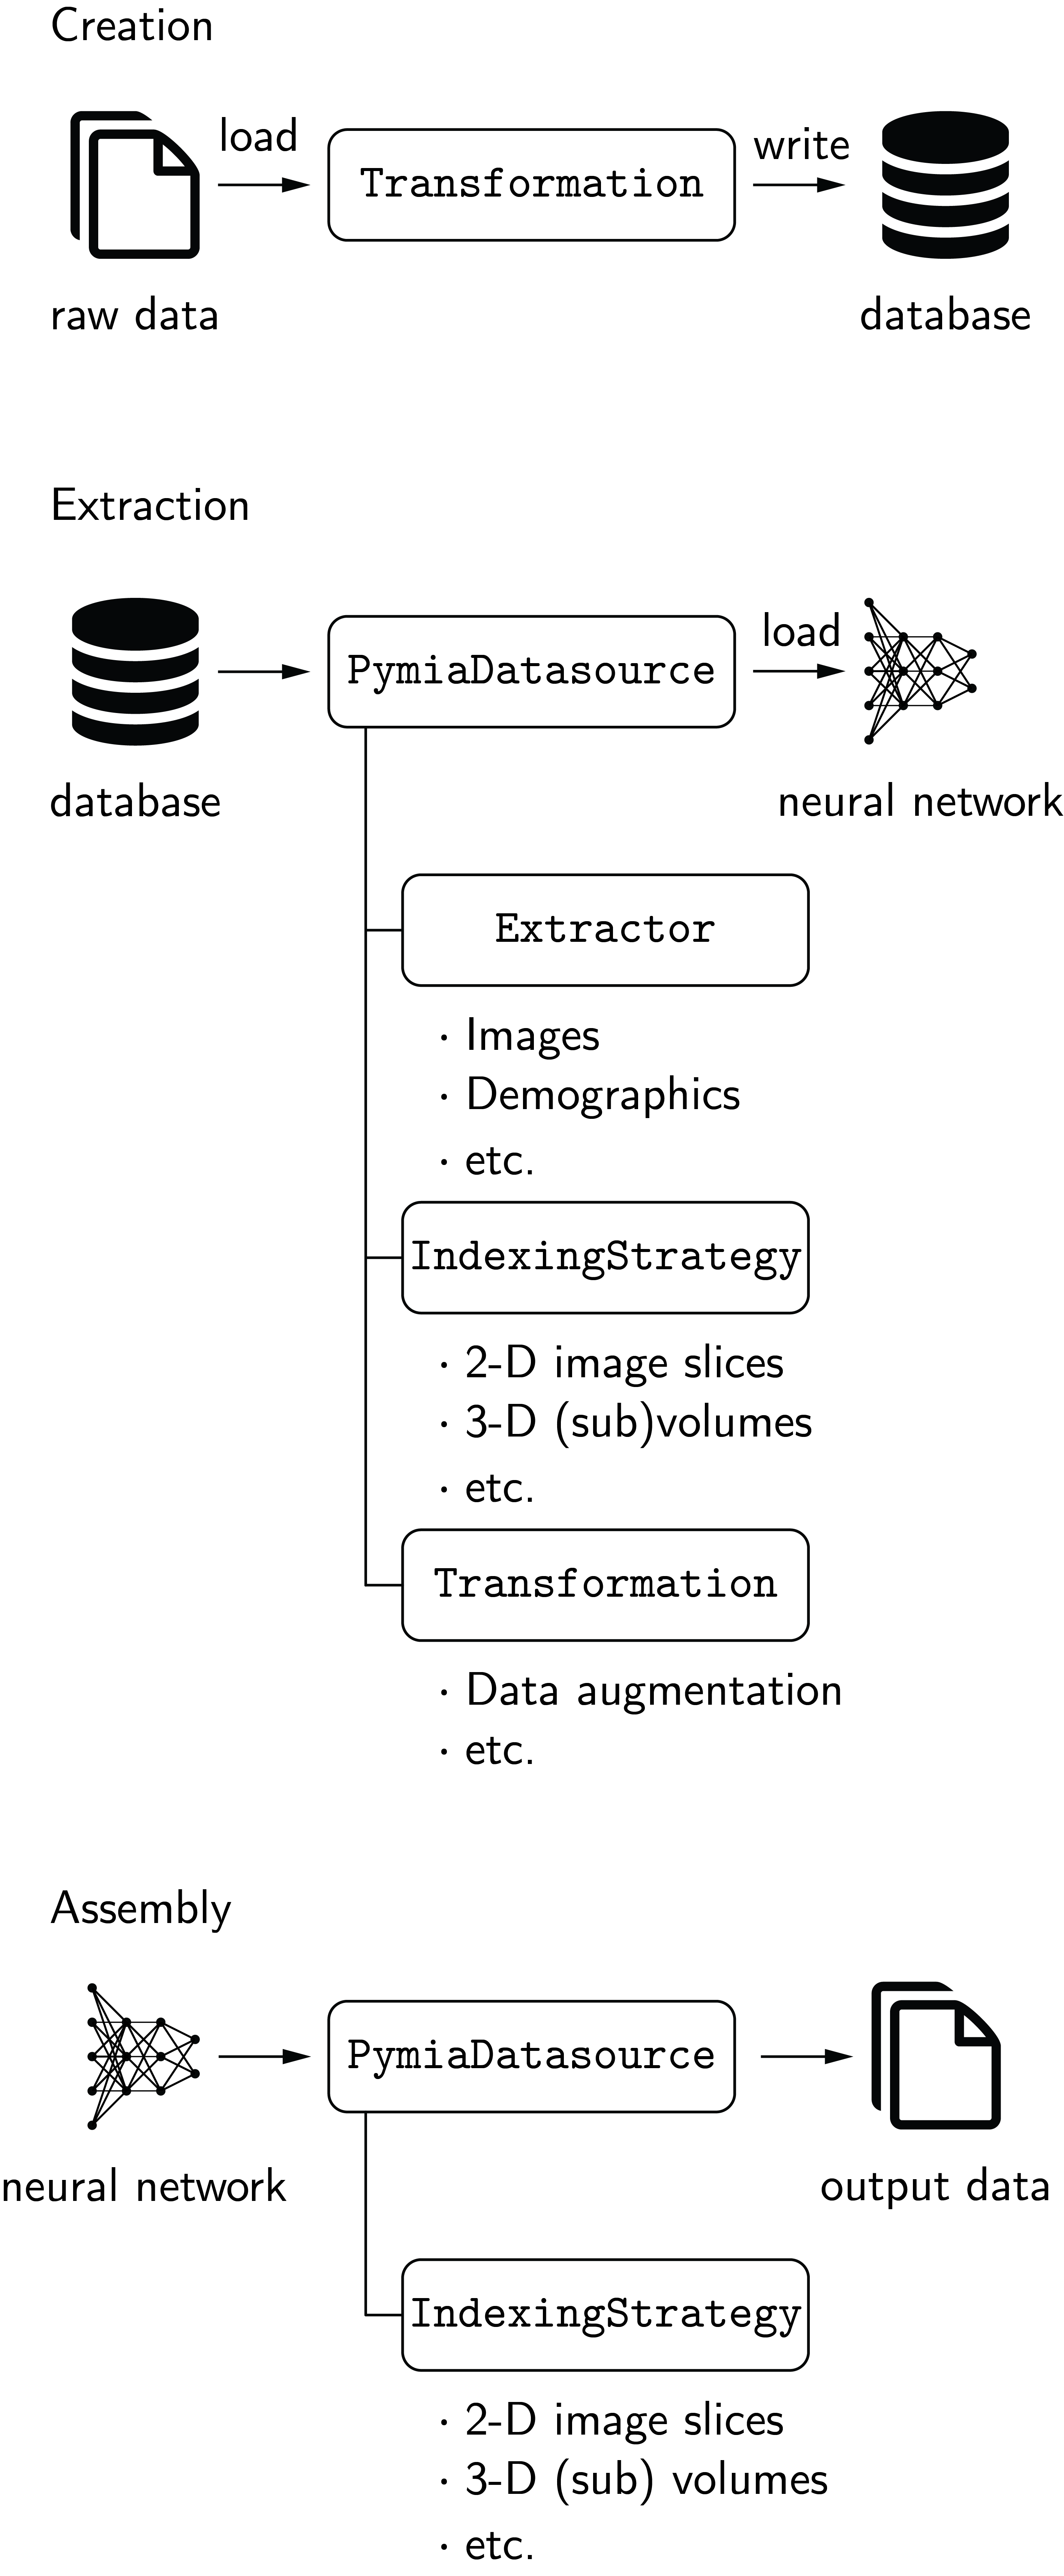 Creation
load
write
Transformation
raw data
database
Extraction
load
PymiaDatasource
database
neural network
Extractor
· Images
· Demographics
· etc.
IndexingStrategy
· 2-D image slices
· 3-D (sub)volumes
· etc.
Transformation
· Data augmentation
· etc.
Assembly
PymiaDatasource
neural network
output data
IndexingStrategy
· 2-D image slices
· 3-D (sub) volumes
· etc.